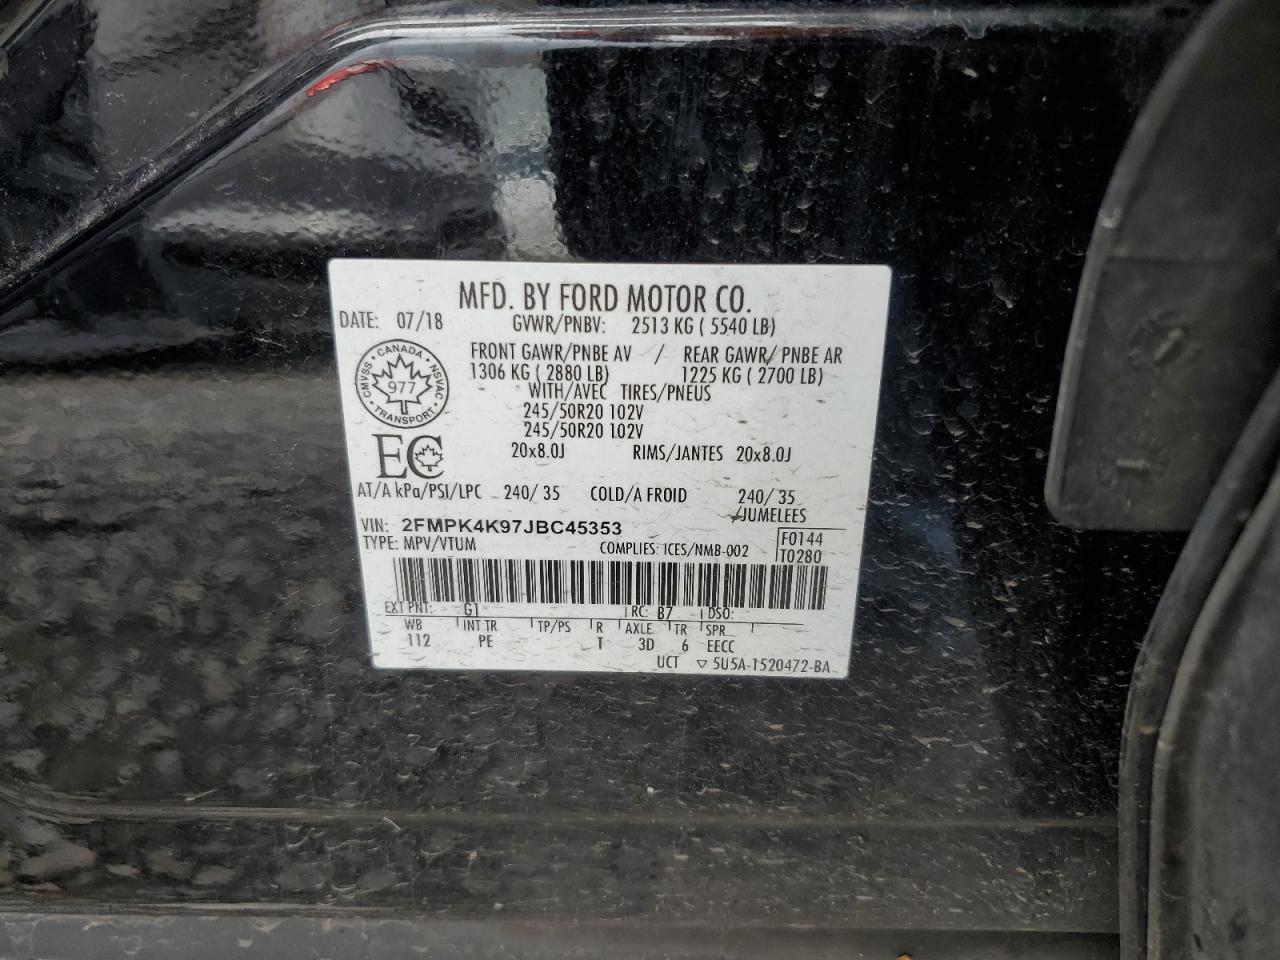 MFD. BY FORD MOTOR CO.
DATE: 07/18 GVWR/PNBV: 2513 KG ( 5540 LB)
FRONT GAWR/PNBE AV / REAR GAWR/PNBE AR
1306 KG ( 2880 LB) 1225 KG ( 2700 LB)
WITH/AVEC TIRES/PNEUS
245/50R20 102V
245/50R20 102V
20x8.0J RIMS/JANTES 20x8.0J
CMVSS • CANADA • NSVAC • TRANSPORT •
977
EC
AT/A kPa/PSI/LPC 240/ 35 COLD/A FROID 240/ 35
/JUMELEES
VIN: 2FMPK4K97JBC45353
TYPE: MPV/VTUM COMPLIES: ICES/NMB-002
F0144
T0280
EXT PNT: G1 RC: B7 DSO:
WB INT TR TP/PS R AXLE TR SPR
112 PE 1 3D 6 EECC
UCT ▽ 5U5A-1520472-BA